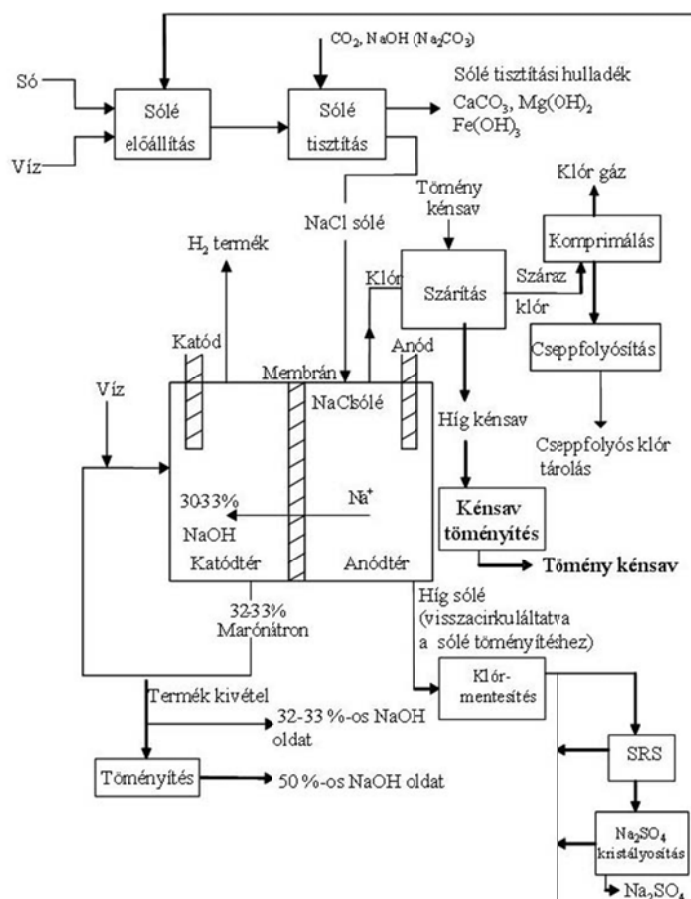 CO₂, NaOH (Na₂CO₃)
Só
Víz
Sólé
előállítás
Sólé
tisztítás
Sólé tisztítási hulladék
CaCO₃, Mg(OH)₂
Fe(OH)₃
NaCl sólé
Tömény
kénsav
Klór gáz
Komprimálás
H₂ termék
Klór
Szárítás
Száraz
klór
Cseppfolyósítás
Katód
Membrán
Anód
Víz
NaCl sólé
Híg kénsav
Cseppfolyós klór
tárolás
30-33%
NaOH
Na⁺
Kénsav
töményítés
Katódtér
Anódtér
Tömény kénsav
32-33%
Marónátron
Híg sólé
(visszacirkuláltatva
a sólé töményítéshez)
Klór-
mentesítés
Termék kivétel
32-33 %-os NaOH
oldat
SRS
Töményítés
50 %-os NaOH oldat
Na₂SO₄
kristályosítás
Na₂SO₄